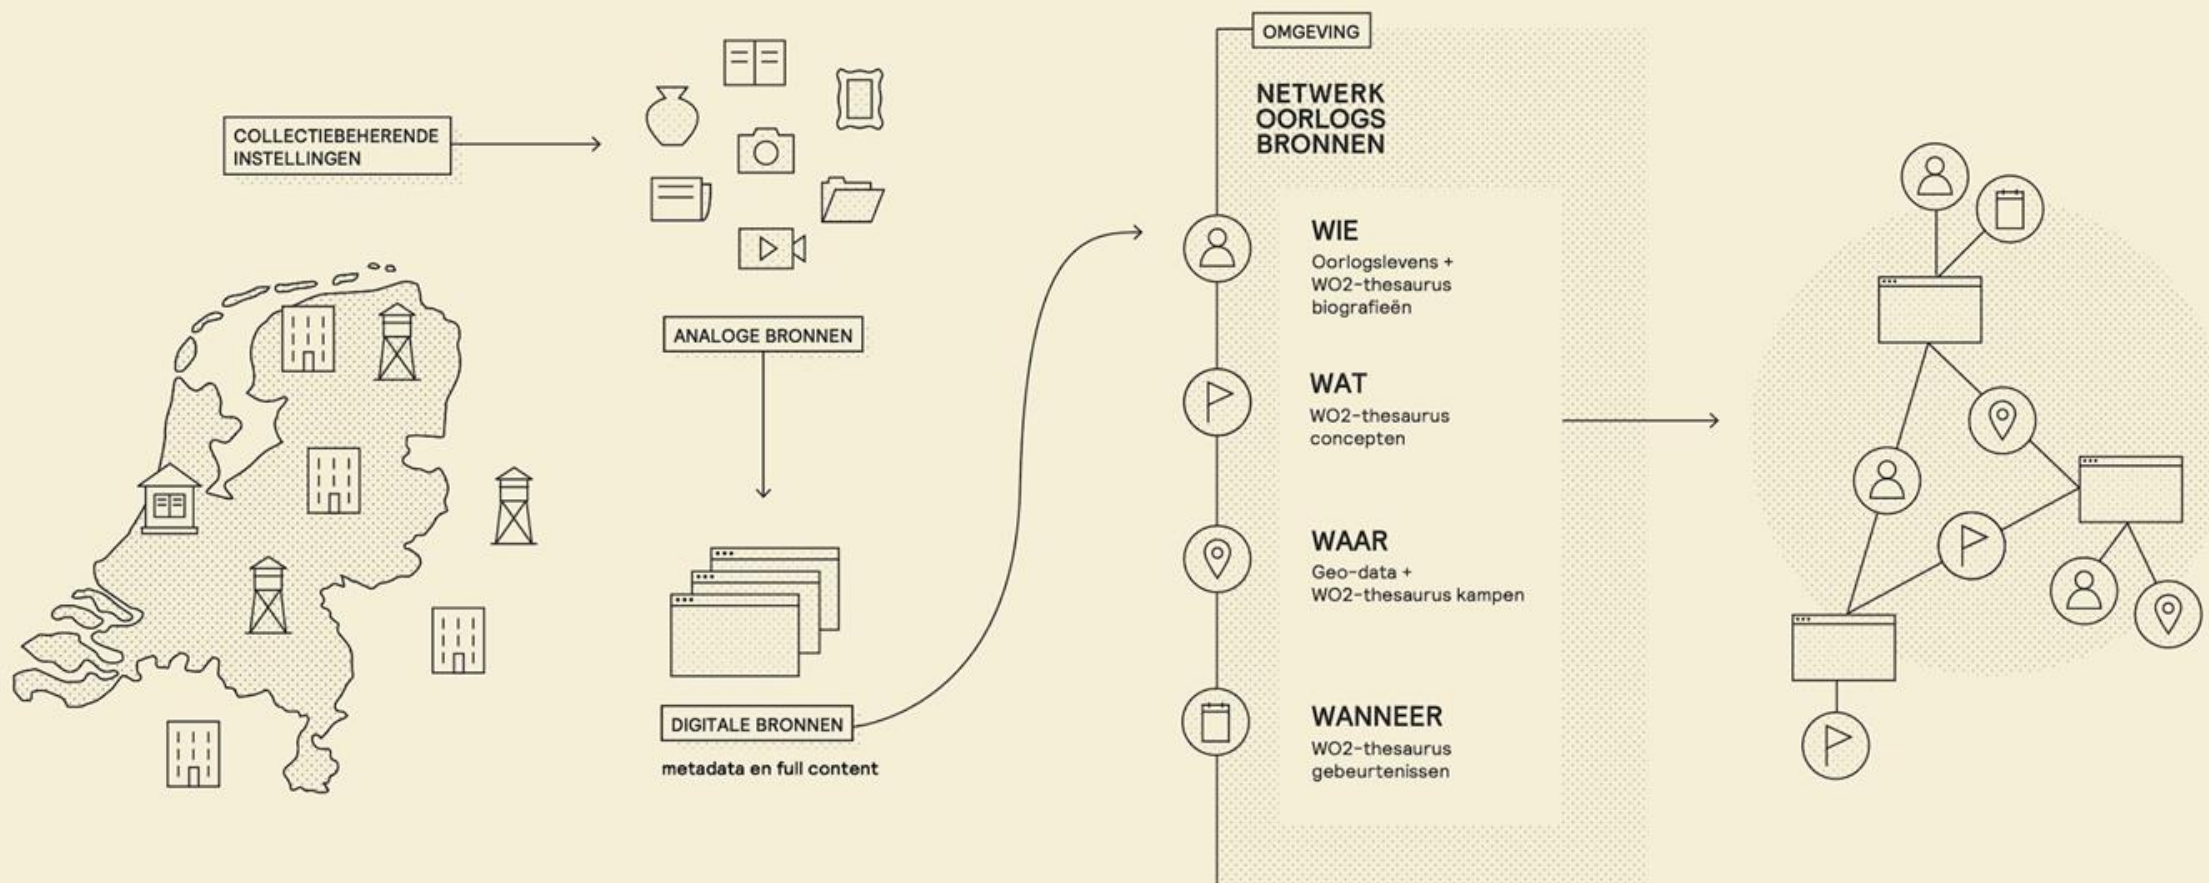 COLLECTIEBEHERENDE
INSTELLINGEN
ANALOGE BRONNEN
DIGITALE BRONNEN
metadata en full content
OMGEVING
NETWERK
OORLOGS
BRONNEN
WIE
Oorlogslevens +
WO2-thesaurus
biografieën
WAT
WO2-thesaurus
concepten
WAAR
Geo-data +
WO2-thesaurus kampen
WANNEER
WO2-thesaurus
gebeurtenissen